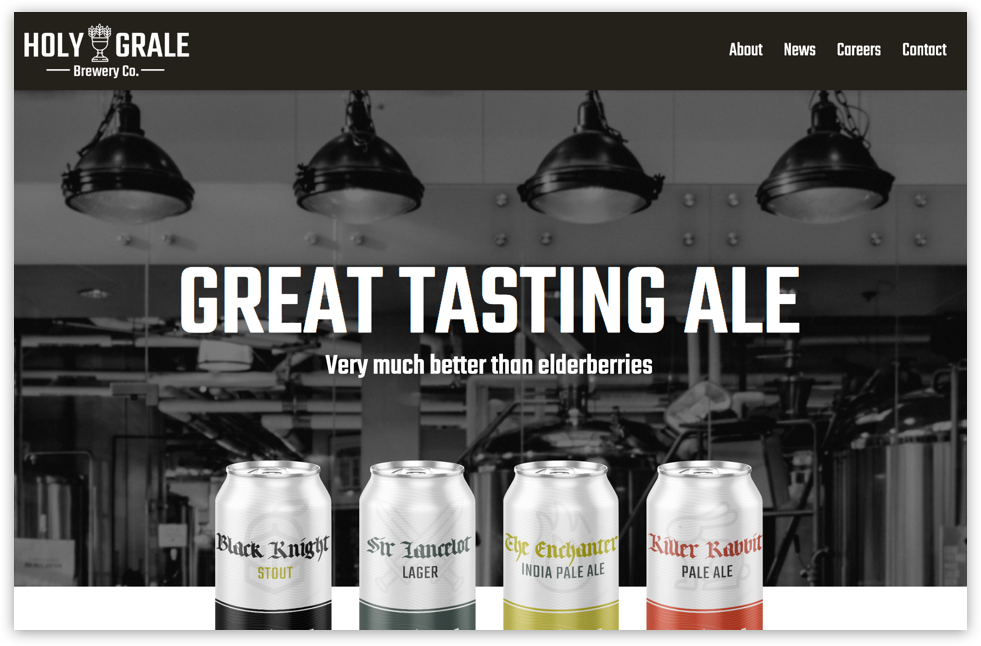 HOLY GRALE
Brewery Co.
About News Careers Contact
GREAT TASTING ALE
Very much better than elderberries
Black Knight
STOUT
Sir Lancelot
LAGER
The Enchanter
INDIA PALE ALE
Killer Rabbit
PALE ALE